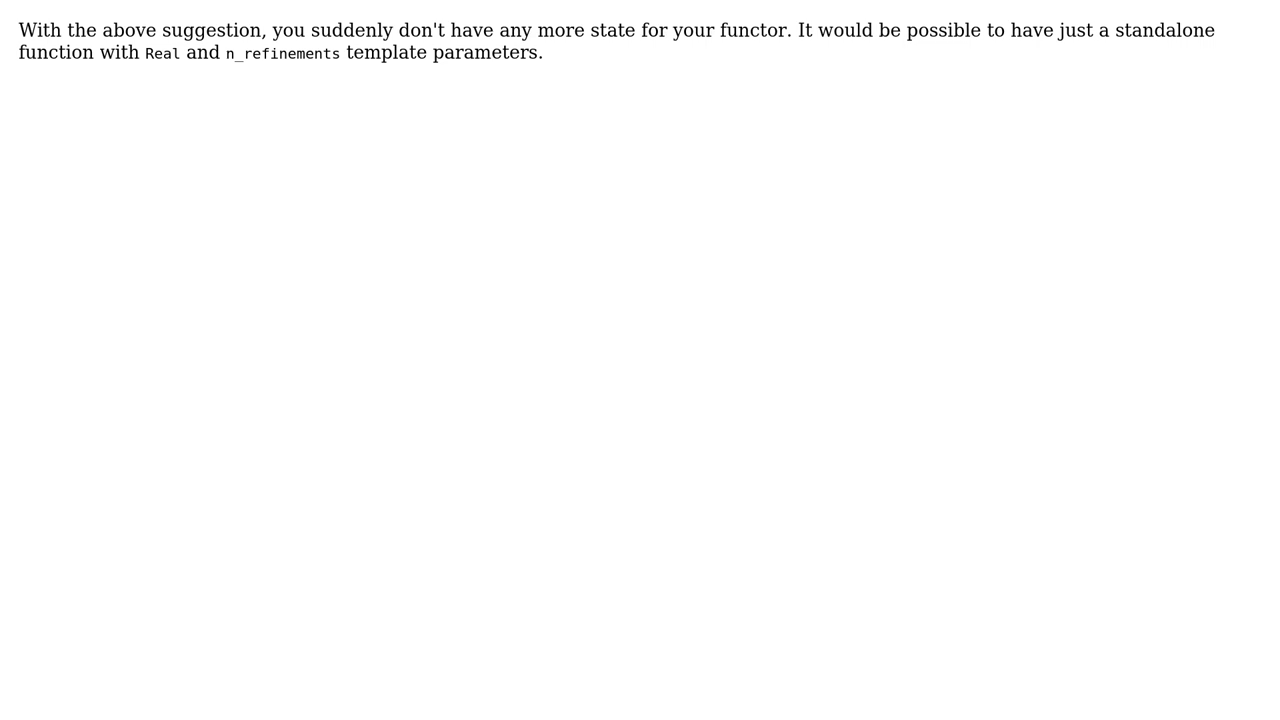 With the above suggestion, you suddenly don't have any more state for your functor. It would be possible to have just a standalone
function with Real and n_refinements template parameters.